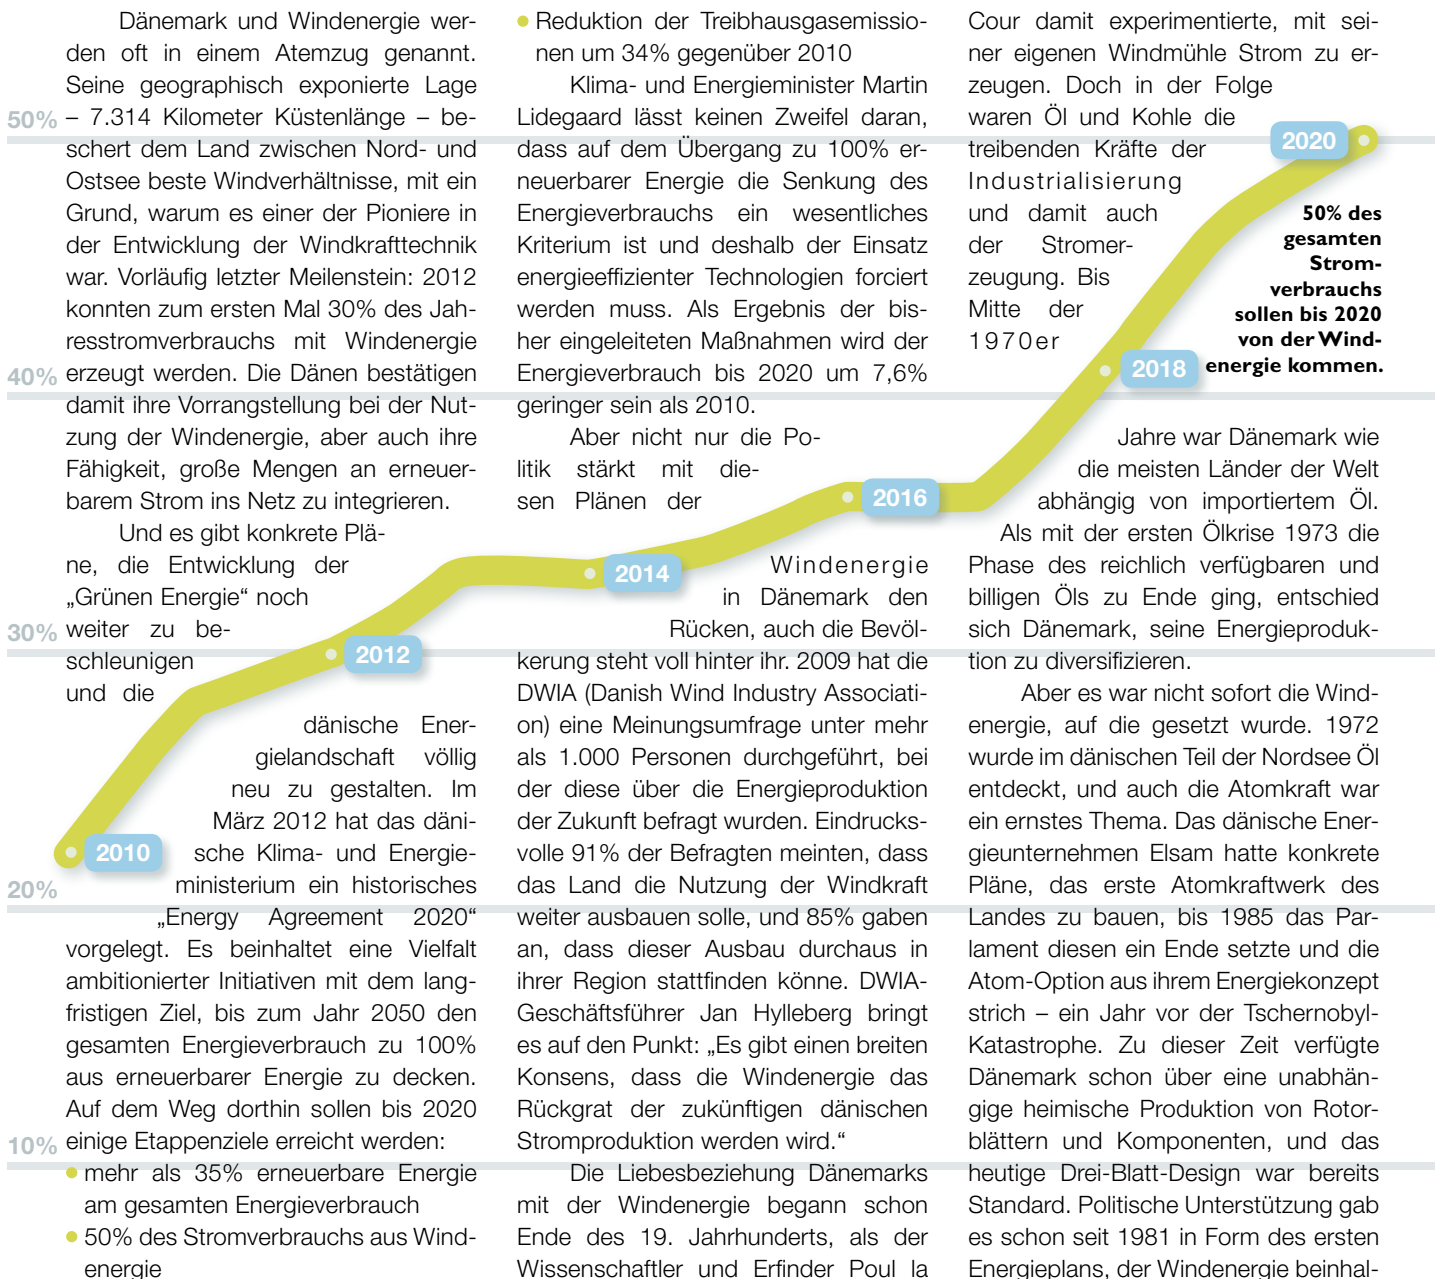 Dänemark und Windenergie wer-
den oft in einem Atemzug genannt.
Seine geographisch exponierte Lage
– 7.314 Kilometer Küstenlänge – be-
schert dem Land zwischen Nord- und
Ostsee beste Windverhältnisse, mit ein
Grund, warum es einer der Pioniere in
der Entwicklung der Windkrafttechnik
war. Vorläufig letzter Meilenstein: 2012
konnten zum ersten Mal 30% des Jah-
resstromverbrauchs mit Windenergie
erzeugt werden. Die Dänen bestätigen
damit ihre Vorrangstellung bei der Nut-
zung der Windenergie, aber auch ihre
Fähigkeit, große Mengen an erneuer-
barem Strom ins Netz zu integrieren.
Und es gibt konkrete Plä-
ne, die Entwicklung der
„Grünen Energie“ noch
weiter zu be-
schleunigen
und die
dänische Ener-
gielandschaft völlig
neu zu gestalten. Im
März 2012 hat das däni-
sche Klima- und Energie-
ministerium ein historisches
„Energy Agreement 2020“
vorgelegt. Es beinhaltet eine Vielfalt
ambitionierter Initiativen mit dem lang-
fristigen Ziel, bis zum Jahr 2050 den
gesamten Energieverbrauch zu 100%
aus erneuerbarer Energie zu decken.
Auf dem Weg dorthin sollen bis 2020
einige Etappenziele erreicht werden:
• mehr als 35% erneuerbare Energie
am gesamten Energieverbrauch
• 50% des Stromverbrauchs aus Wind-
energie
• Reduktion der Treibhausgasemissio-
nen um 34% gegenüber 2010
Klima- und Energieminister Martin
Lidegaard lässt keinen Zweifel daran,
dass auf dem Übergang zu 100% er-
neuerbarer Energie die Senkung des
Energieverbrauchs ein wesentliches
Kriterium ist und deshalb der Einsatz
energieeffizienter Technologien forciert
werden muss. Als Ergebnis der bis-
her eingeleiteten Maßnahmen wird der
Energieverbrauch bis 2020 um 7,6%
geringer sein als 2010.
Aber nicht nur die Po-
litik stärkt mit die-
sen Plänen der
Windenergie
in Dänemark den
Rücken, auch die Bevöl-
kerung steht voll hinter ihr. 2009 hat die
DWIA (Danish Wind Industry Associati-
on) eine Meinungsumfrage unter mehr
als 1.000 Personen durchgeführt, bei
der diese über die Energieproduktion
der Zukunft befragt wurden. Eindrucks-
volle 91% der Befragten meinten, dass
das Land die Nutzung der Windkraft
weiter ausbauen solle, und 85% gaben
an, dass dieser Ausbau durchaus in
ihrer Region stattfinden könne. DWIA-
Geschäftsführer Jan Hylleberg bringt
es auf den Punkt: „Es gibt einen breiten
Konsens, dass die Windenergie das
Rückgrat der zukünftigen dänischen
Stromproduktion werden wird.“
Die Liebesbeziehung Dänemarks
mit der Windenergie begann schon
Ende des 19. Jahrhunderts, als der
Wissenschaftler und Erfinder Poul la
Cour damit experimentierte, mit sei-
ner eigenen Windmühle Strom zu er-
zeugen. Doch in der Folge
waren Öl und Kohle die
treibenden Kräfte der
Industrialisierung
und damit auch
der Stromer-
zeugung. Bis
Mitte der
1970er
Jahre war Dänemark wie
die meisten Länder der Welt
abhängig von importiertem Öl.
Als mit der ersten Ölkrise 1973 die
Phase des reichlich verfügbaren und
billigen Öls zu Ende ging, entschied
sich Dänemark, seine Energieproduk-
tion zu diversifizieren.
Aber es war nicht sofort die Wind-
energie, auf die gesetzt wurde. 1972
wurde im dänischen Teil der Nordsee Öl
entdeckt, und auch die Atomkraft war
ein ernstes Thema. Das dänische Ener-
gieunternehmen Elsam hatte konkrete
Pläne, das erste Atomkraftwerk des
Landes zu bauen, bis 1985 das Par-
lament diesen ein Ende setzte und die
Atom-Option aus ihrem Energiekonzept
strich – ein Jahr vor der Tschernobyl-
Katastrophe. Zu dieser Zeit verfügte
Dänemark schon über eine unabhän-
gige heimische Produktion von Rotor-
blättern und Komponenten, und das
heutige Drei-Blatt-Design war bereits
Standard. Politische Unterstützung gab
es schon seit 1981 in Form des ersten
Energieplans, der Windenergie beinhal-
50%
40%
30%
20%
10%
2010
2012
2014
2016
2018
2020
50% des
gesamten
Strom-
verbrauchs
sollen bis 2020
von der Wind-
energie kommen.